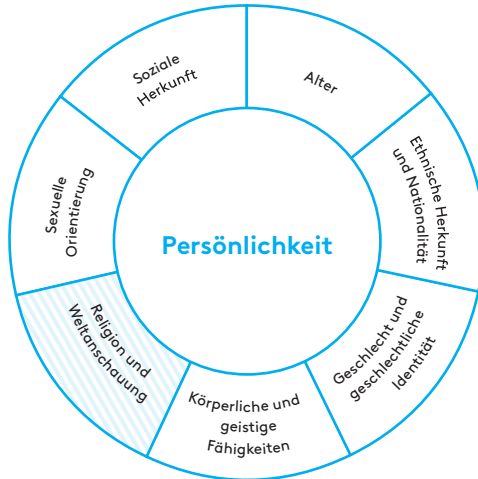 Soziale
Herkunft
Alter
Ethnische Herkunft
und Nationalität
Geschlecht und
geschlechtliche
Identität
Körperliche und
geistige
Fähigkeiten
Religion und
Weltanschauung
Sexuelle
Orientierung
Persönlichkeit